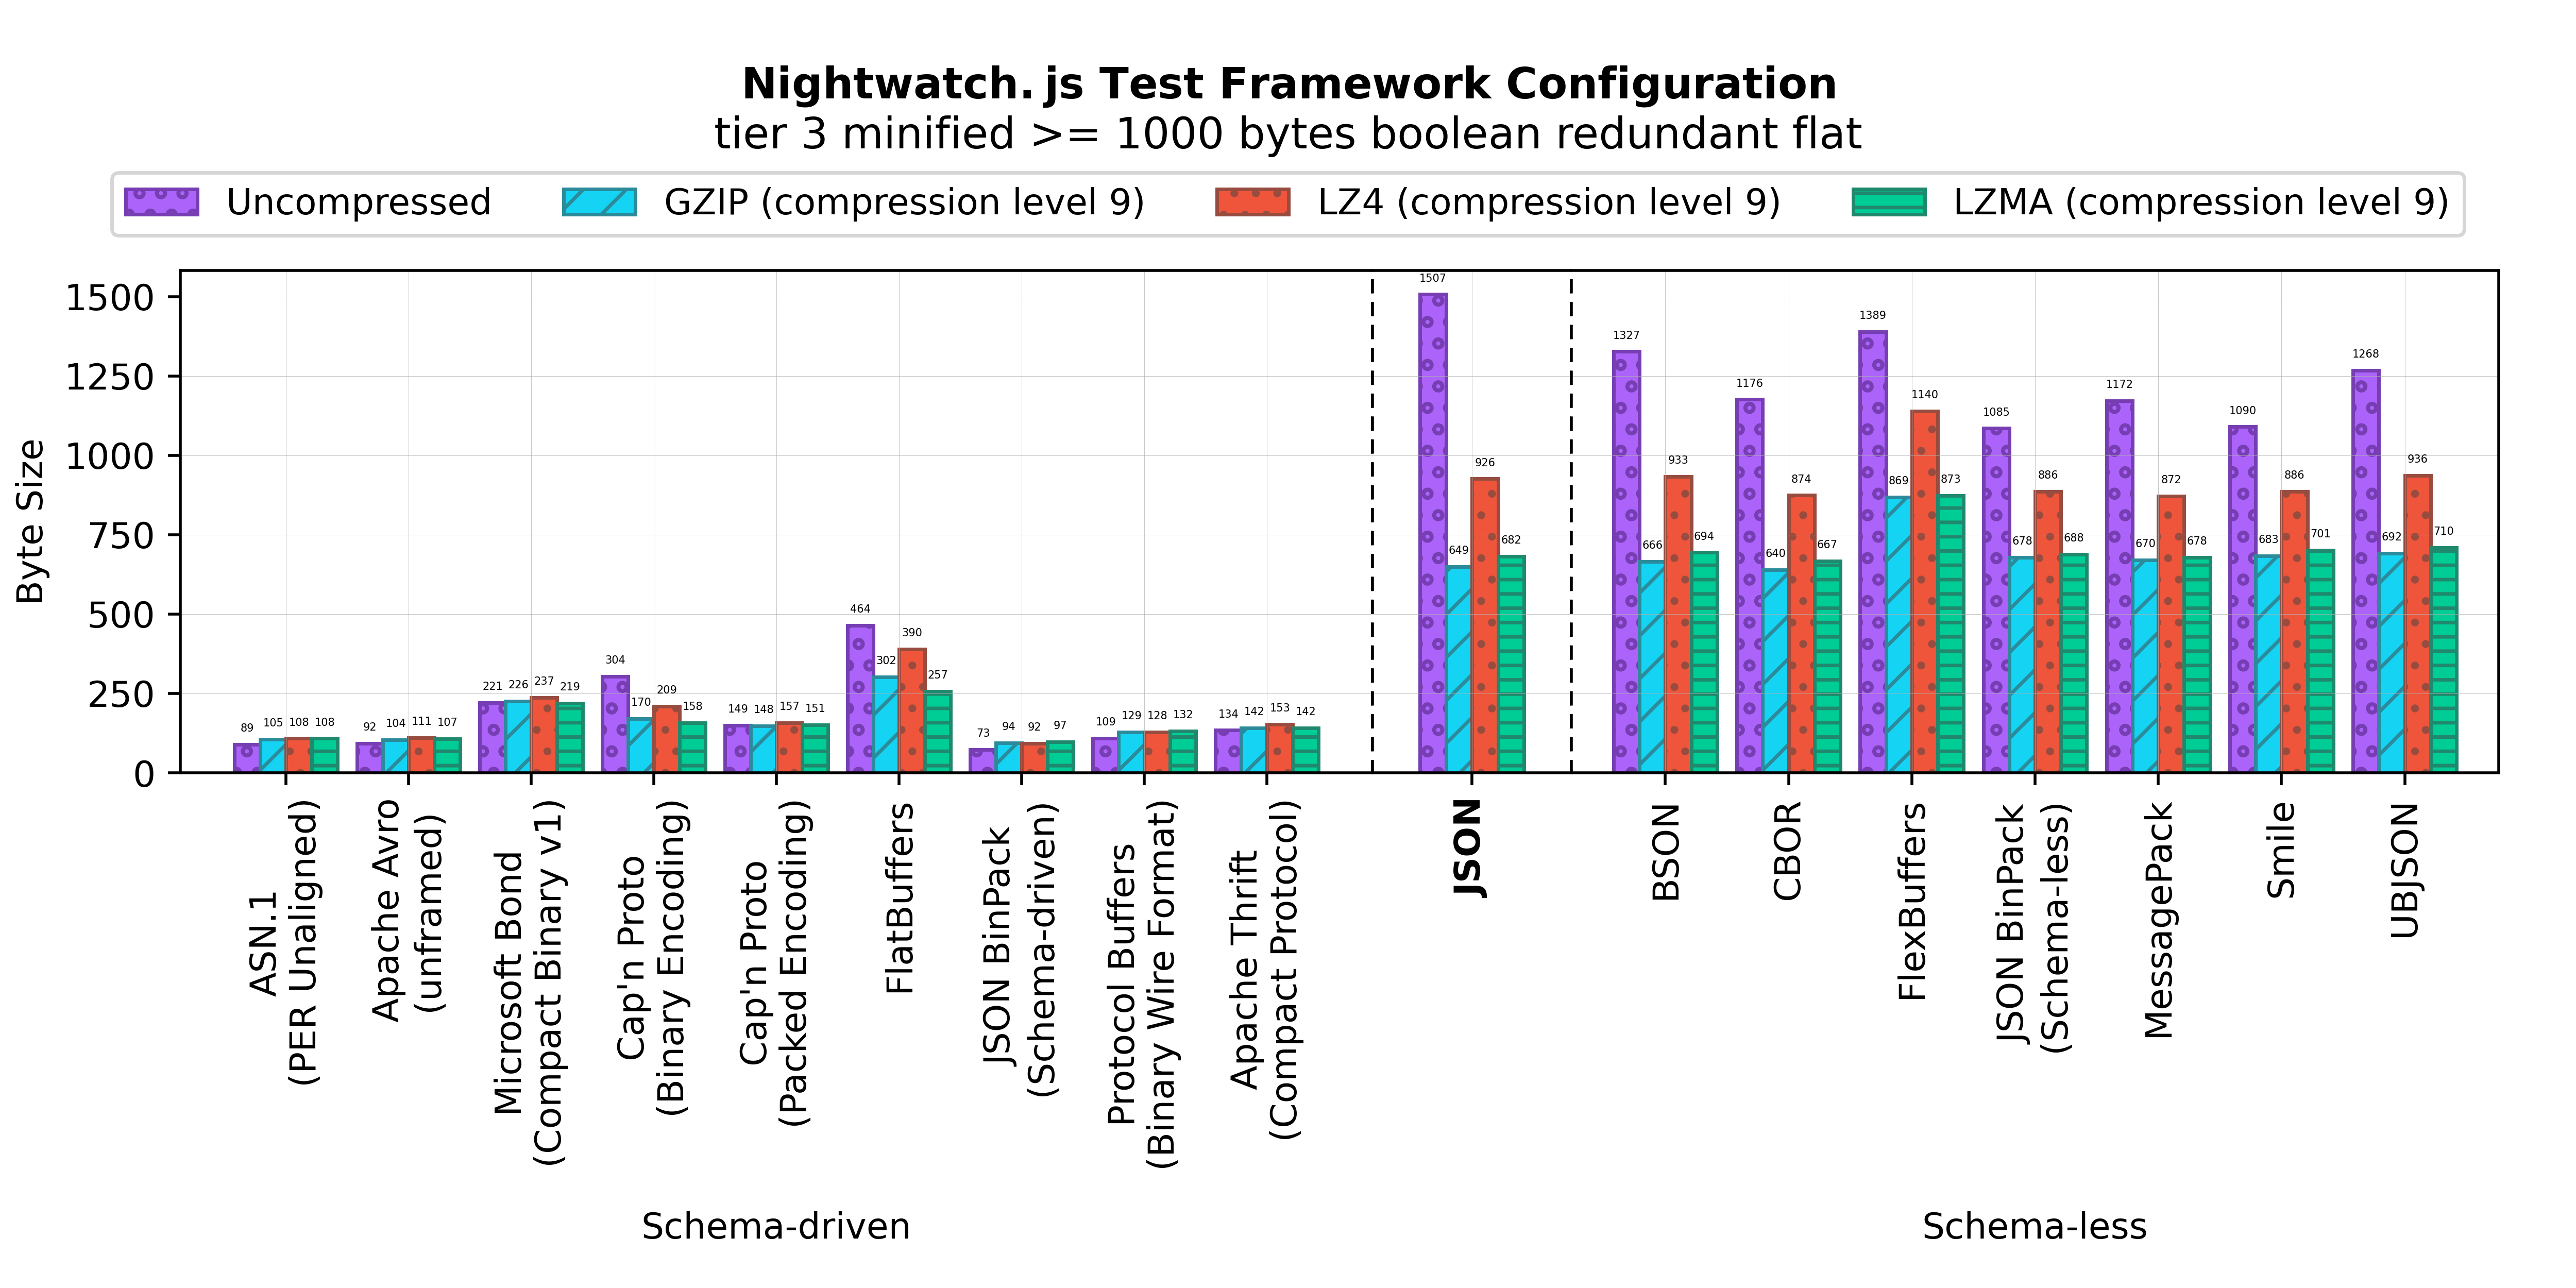 Nightwatch.js Test Framework Configuration
tier 3 minified >= 1000 bytes boolean redundant flat
Uncompressed
GZIP (compression level 9)
LZ4 (compression level 9)
LZMA (compression level 9)
Byte Size
1500
1250
1000
750
500
250
0
89 105 108 108
92 104 111 107
221 226 237 219
304 170 209 158
149 148 157 151
464 302 390 257
73 94 92 97
109 129 128 132
134 142 153 142
1507 649 926 682
1327 666 933 694
1176 640 874 667
1389 869 1140 873
1085 678 886 688
1172 670 872 678
1090 683 886 701
1268 692 936 710
ASN.1
(PER Unaligned)
Apache Avro
(unframed)
Microsoft Bond
(Compact Binary v1)
Cap'n Proto
(Binary Encoding)
Cap'n Proto
(Packed Encoding)
FlatBuffers
JSON BinPack
(Schema-driven)
Protocol Buffers
(Binary Wire Format)
Apache Thrift
(Compact Protocol)
JSON
BSON
CBOR
FlexBuffers
JSON BinPack
(Schema-less)
MessagePack
Smile
UBJSON
Schema-driven
Schema-less